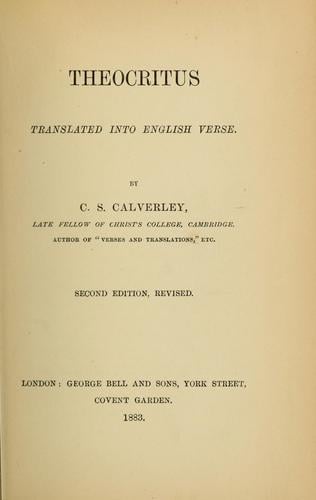 THEOCRITUS
TRANSLATED INTO ENGLISH VERSE.
BY
C. S. CALVERLEY,
LATE FELLOW OF CHRIST'S COLLEGE, CAMBRIDGE.
AUTHOR OF "VERSES AND TRANSLATIONS," ETC.
SECOND EDITION, REVISED.
LONDON: GEORGE BELL AND SONS, YORK STREET,
COVENT GARDEN.
1883.